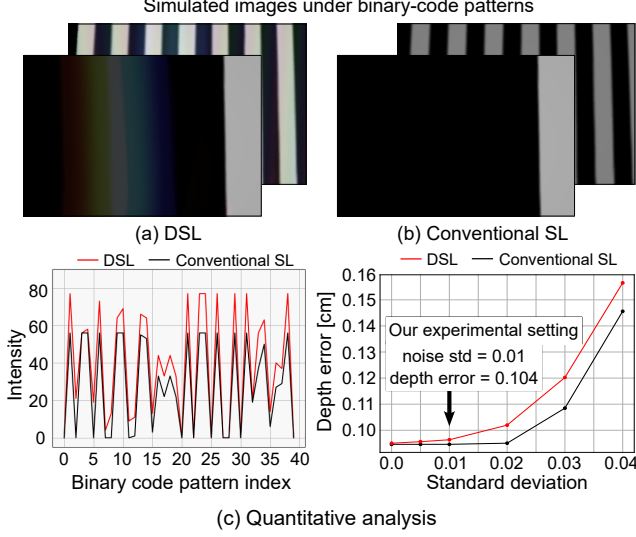 Simulated images under binary-code patterns
(a) DSL
(b) Conventional SL
DSL
Conventional SL
80
60
40
20
0
Intensity
0 5 10 15 20 25 30 35 40
Binary code pattern index
DSL
Conventional SL
0.16
0.15
0.14
0.13
0.12
0.11
0.10
Depth error [cm]
Our experimental setting
noise std = 0.01
depth error = 0.104
0.0 0.01 0.02 0.03 0.04
Standard deviation
(c) Quantitative analysis